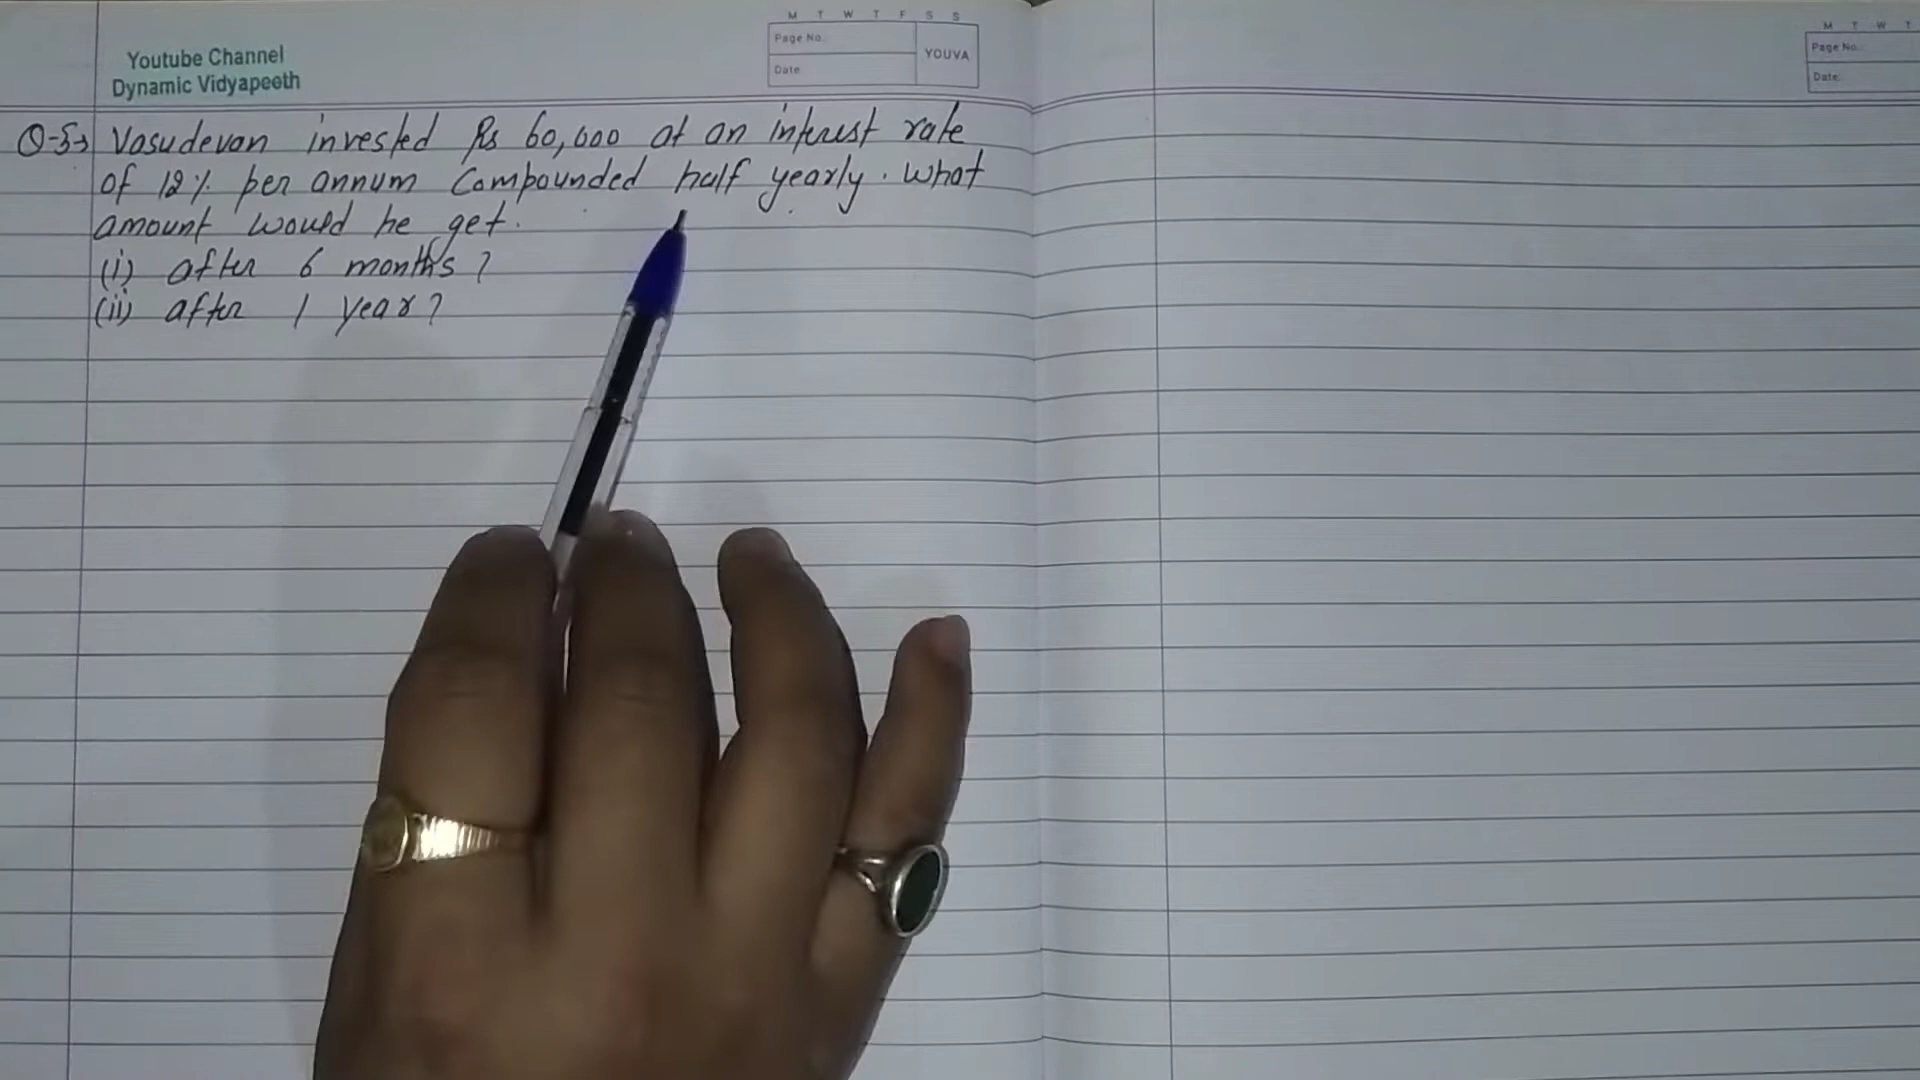 M T W T F S S
Page No.
YOUVA
Date:
Youtube Channel
Dynamic Vidyapeeth
Q-5→ Vasudevan invested Rs 60,000 at an interest rate
of 12% per annum compounded half yearly. What
amount would he get.
(i) after 6 months?
(ii) after 1 year?
M T W T
Page No.
Date: